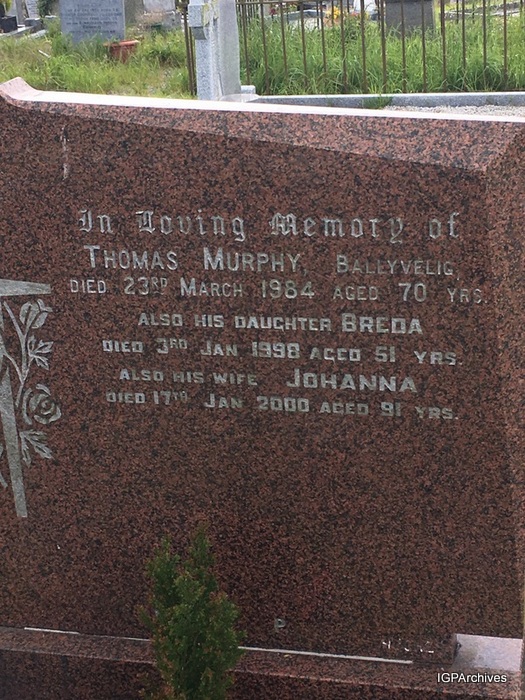 In Loving Memory of
THOMAS MURPHY, BALLYVELIG
DIED 23RD MARCH 1984 AGED 70 YRS.
ALSO HIS DAUGHTER BREDA
DIED 3RD JAN 1998 AGED 51 YRS.
ALSO HIS WIFE JOHANNA
DIED 17TH JAN 2000 AGED 91 YRS.
P
IGPArchives